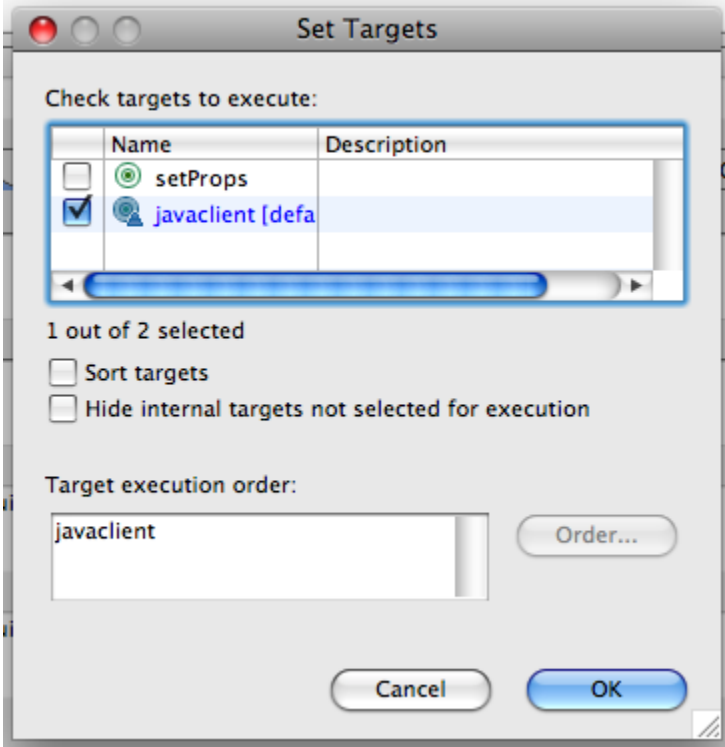 Set Targets
Check targets to execute:
Name Description
setProps
javaclient [defa
1 out of 2 selected
Sort targets
Hide internal targets not selected for execution
Target execution order:
javaclient
Order...
Cancel OK